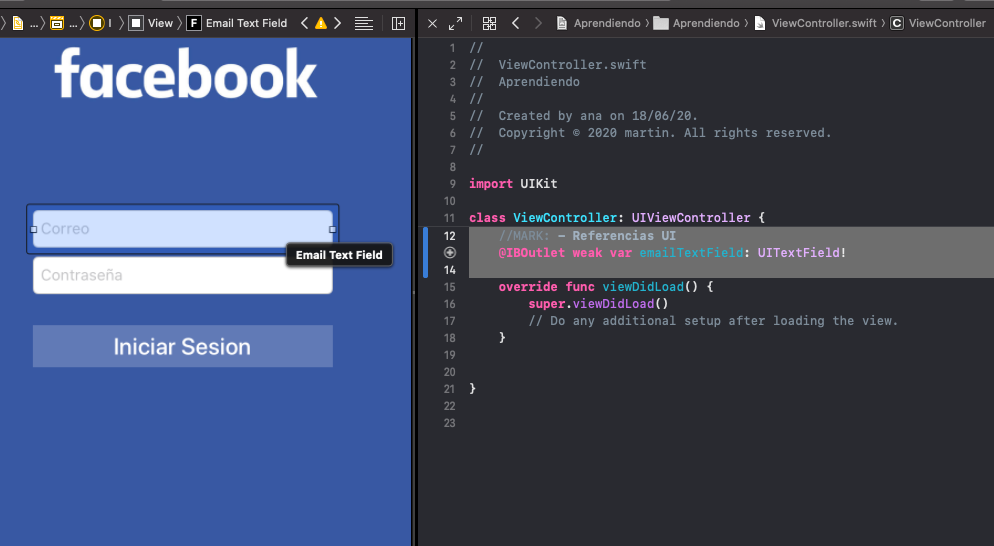 ... ... I View F Email Text Field
Aprendiendo Aprendiendo ViewController.swift C ViewController
facebook
Correo
Email Text Field
Contraseña
Iniciar Sesion
1 //
2 //  ViewController.swift
3 //  Aprendiendo
4 //
5 //  Created by ana on 18/06/20.
6 //  Copyright © 2020 martin. All rights reserved.
7 //
8
9 import UIKit
10
11 class ViewController: UIViewController {
12     //MARK: - Referencias UI
@IBOutlet weak var emailTextField: UITextField!
14
15     override func viewDidLoad() {
16         super.viewDidLoad()
17         // Do any additional setup after loading the view.
18     }
19
20
21 }
22
23